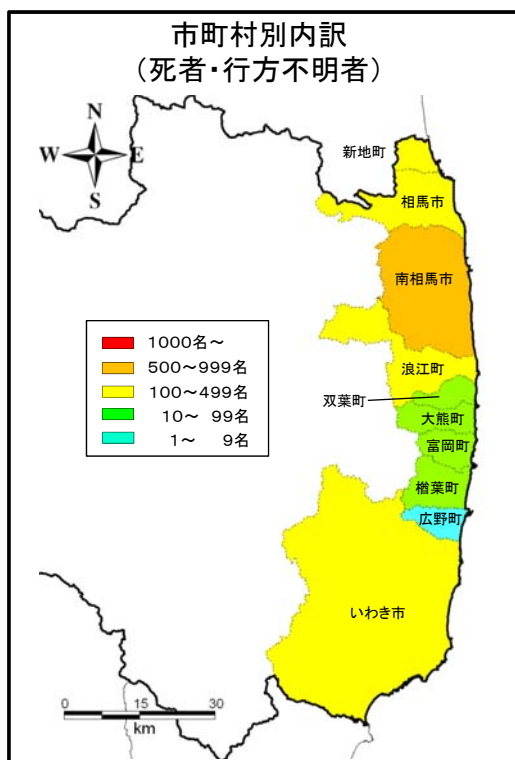 市町村別内訳
（死者・行方不明者）
N
W E
S
新地町
相馬市
南相馬市
1000名～
500～999名
100～499名
10～ 99名
1～ 9名
浪江町
双葉町
大熊町
富岡町
楢葉町
広野町
いわき市
0 15 30
km